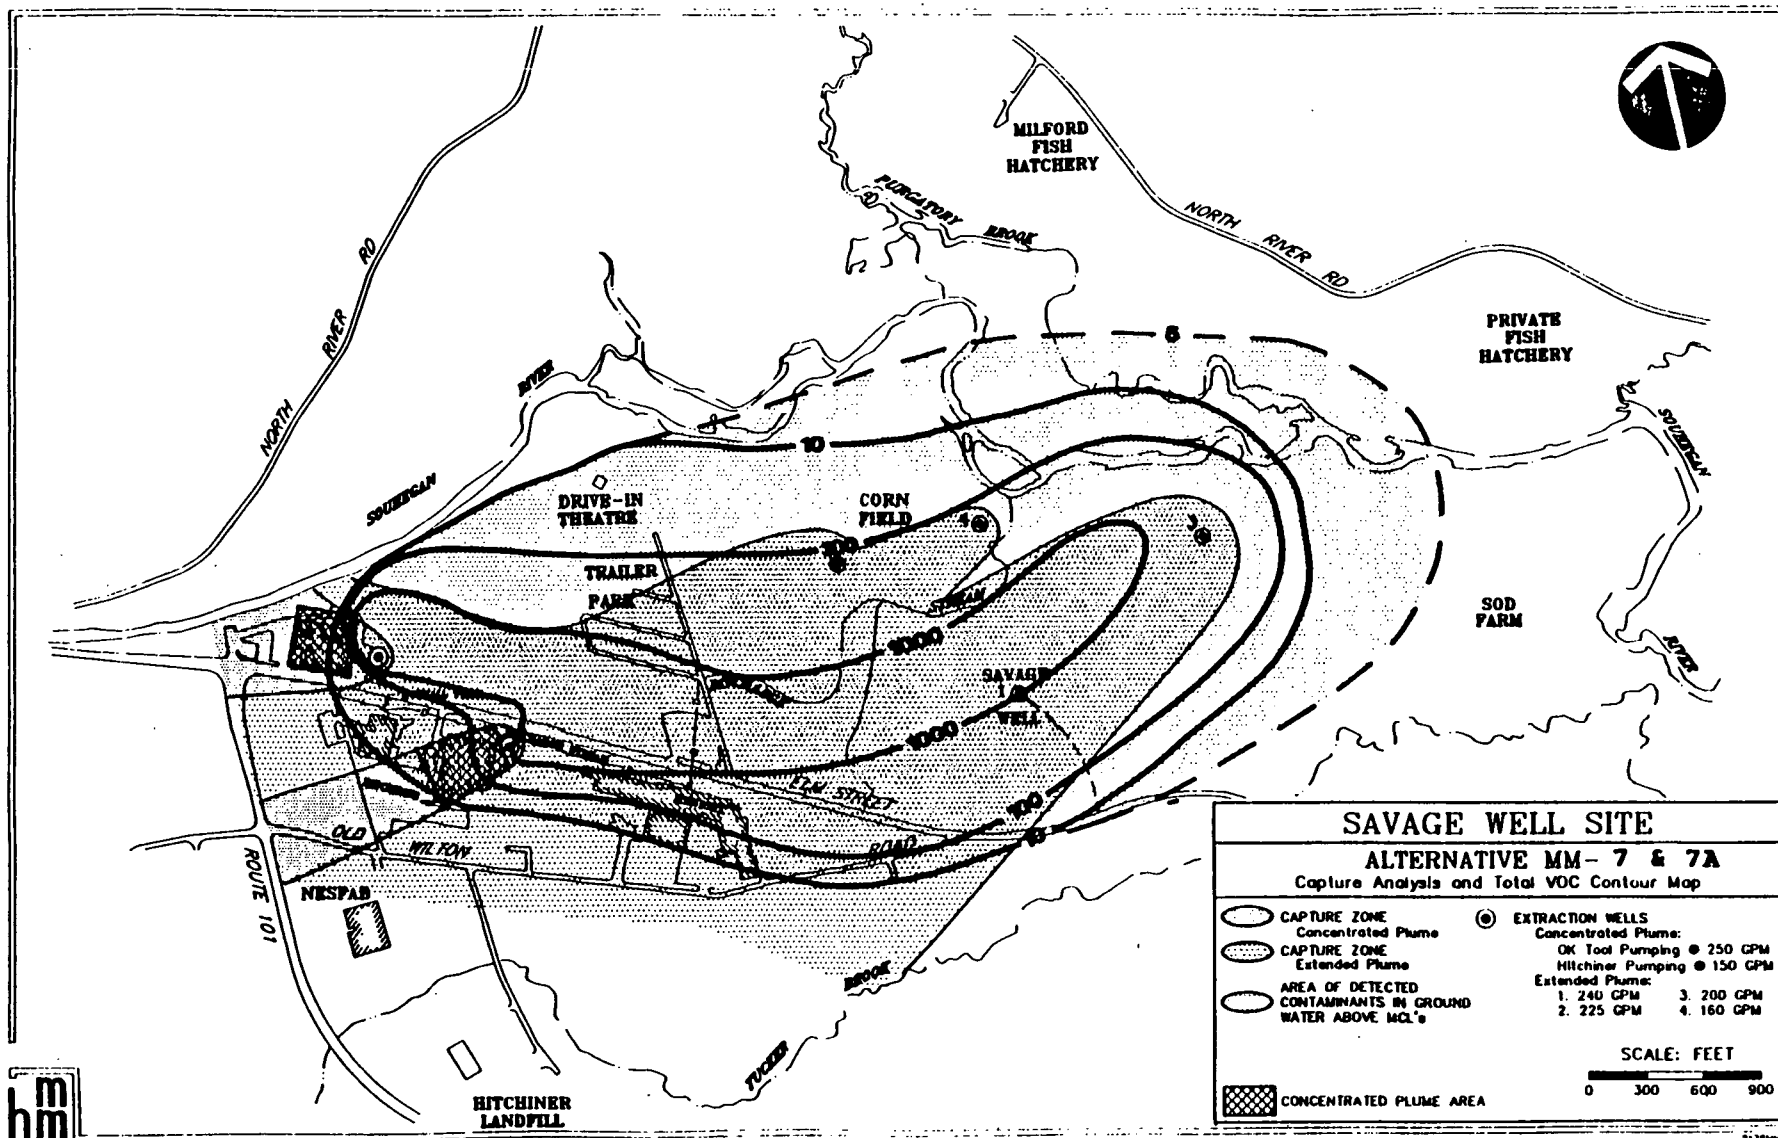 MILFORD
FISH
HATCHERY
PURGATORY
BROOK
NORTH RIVER RD
NORTH RIVER RD
PRIVATE
FISH
HATCHERY
SOUHEGAN
RIVER
SOUHEGAN
RIVER
5
10
DRIVE-IN
THEATRE
CORN
FIELD
4
3
100
TRAILER
PARK
STREAM
1000
SOD
FARM
SAVAGE
1
WELL
1000
ELM STREET
100
10
OLD
WILTON
ROAD
ROUTE 101
NESFAB
BROOK
TUCKER
HITCHINER
LANDFILL
SAVAGE WELL SITE
ALTERNATIVE MM- 7 & 7A
Capture Analysis and Total VOC Contour Map
CAPTURE ZONE
Concentrated Plume
CAPTURE ZONE
Extended Plume
AREA OF DETECTED
CONTAMINANTS IN GROUND
WATER ABOVE MCL's
CONCENTRATED PLUME AREA
EXTRACTION WELLS
Concentrated Plume:
OK Tool Pumping @ 250 GPM
Hitchiner Pumping @ 150 GPM
Extended Plume:
1. 240 GPM 3. 200 GPM
2. 225 GPM 4. 160 GPM
SCALE: FEET
0 300 600 900
hmm